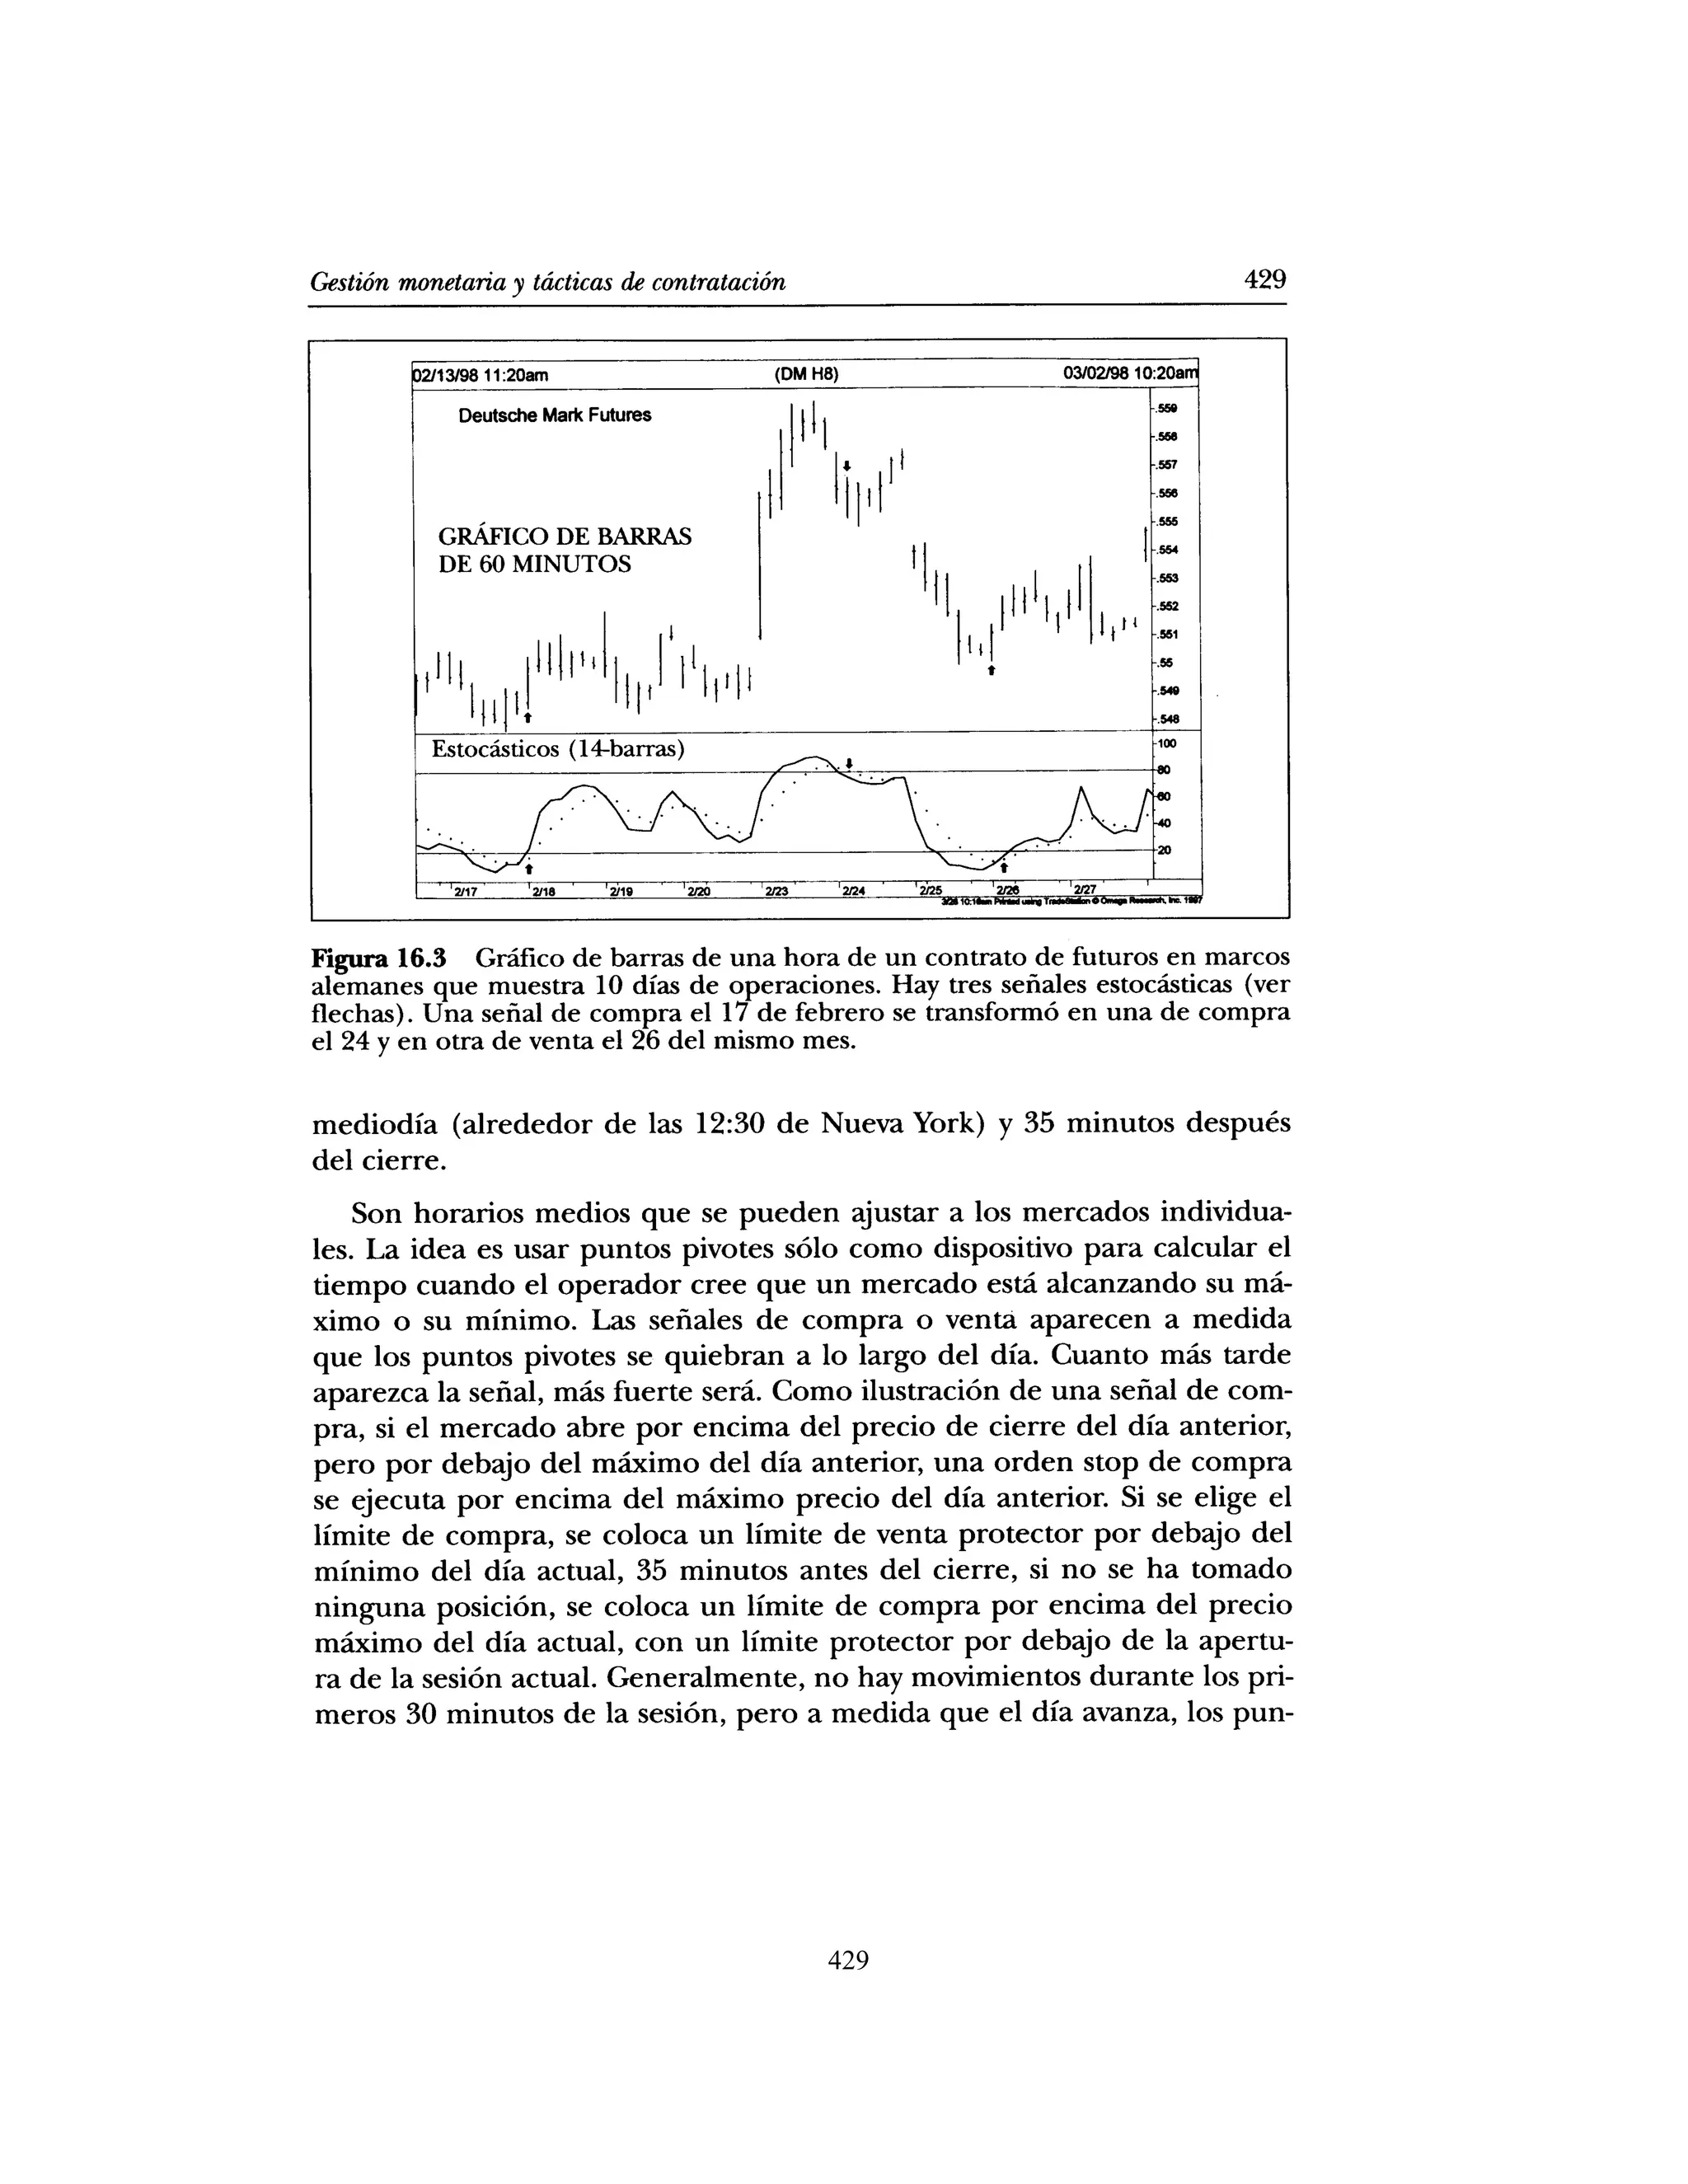 Gestión monetaria y tácticas de contratación 429
02/13/98 11:20am (DM H8) 03/02/98 10:20am
Deutsche Mark Futures
GRÁFICO DE BARRAS
DE 60 MINUTOS
.559
.558
.557
.556
.555
.554
.553
.552
.551
.55
.549
.548
Estocásticos (14-barras)
100
80
60
40
20
2/17 2/18 2/19 2/20 2/23 2/24 2/25 2/26 2/27
Printed using TradeStation © Omega Research, Inc. 1997
Figura 16.3 Gráfico de barras de una hora de un contrato de futuros en marcos
alemanes que muestra 10 días de operaciones. Hay tres señales estocásticas (ver
flechas). Una señal de compra el 17 de febrero se transformó en una de compra
el 24 y en otra de venta el 26 del mismo mes.
mediodía (alrededor de las 12:30 de Nueva York) y 35 minutos después
del cierre.
Son horarios medios que se pueden ajustar a los mercados individua-
les. La idea es usar puntos pivotes sólo como dispositivo para calcular el
tiempo cuando el operador cree que un mercado está alcanzando su má-
ximo o su mínimo. Las señales de compra o venta aparecen a medida
que los puntos pivotes se quiebran a lo largo del día. Cuanto más tarde
aparezca la señal, más fuerte será. Como ilustración de una señal de com-
pra, si el mercado abre por encima del precio de cierre del día anterior,
pero por debajo del máximo del día anterior, una orden stop de compra
se ejecuta por encima del máximo precio del día anterior. Si se elige el
límite de compra, se coloca un límite de venta protector por debajo del
mínimo del día actual, 35 minutos antes del cierre, si no se ha tomado
ninguna posición, se coloca un límite de compra por encima del precio
máximo del día actual, con un límite protector por debajo de la apertu-
ra de la sesión actual. Generalmente, no hay movimientos durante los pri-
meros 30 minutos de la sesión, pero a medida que el día avanza, los pun-
429